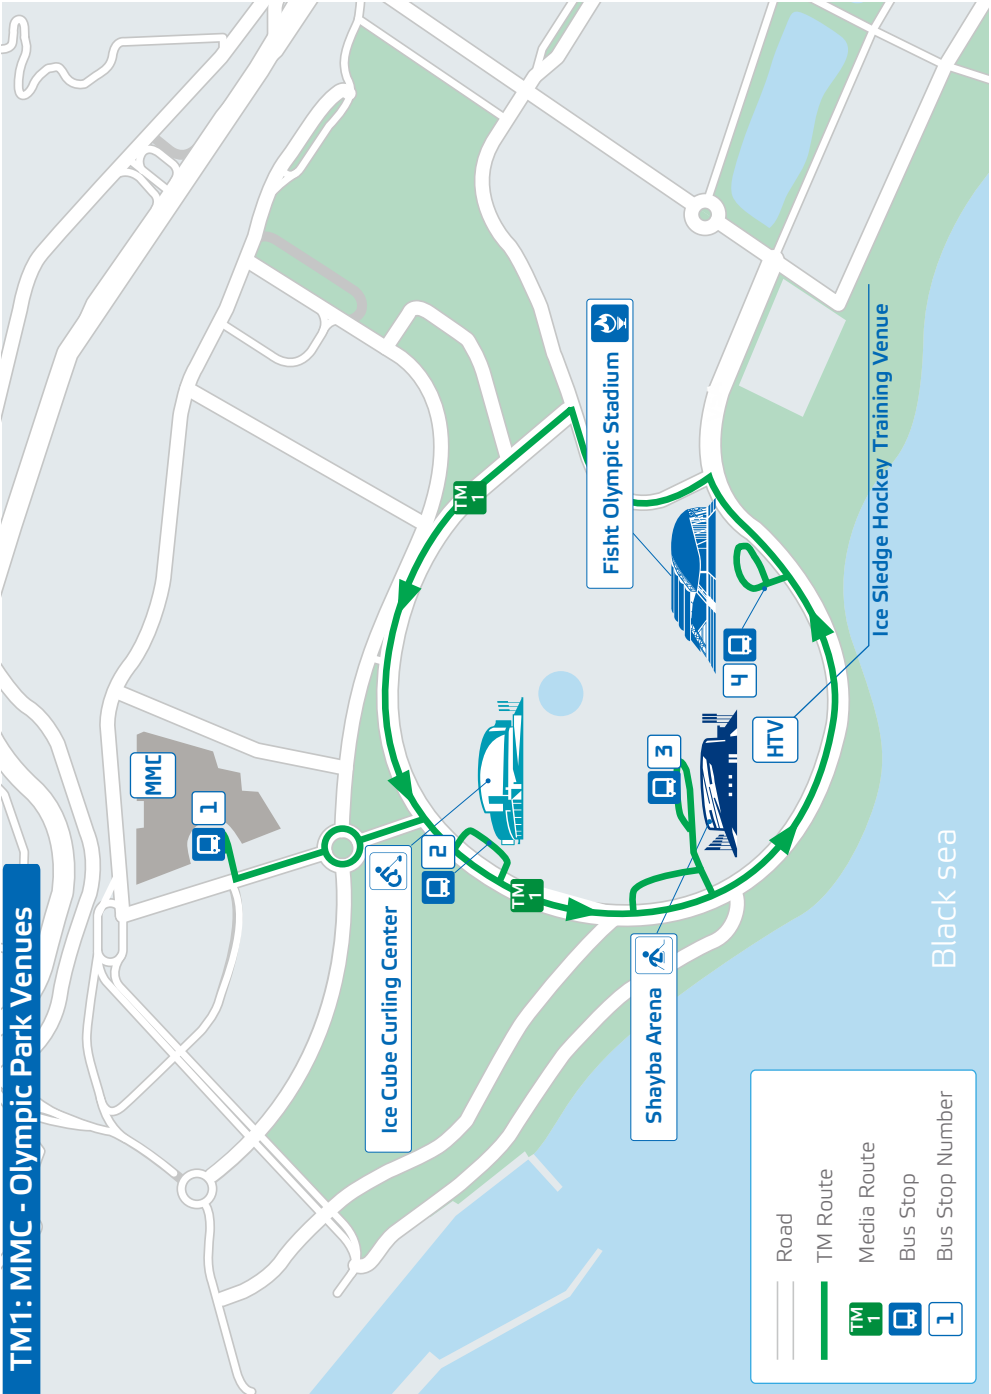 TM1: MMC - Olympic Park Venues
MMC
1
2
Ice Cube Curling Center
TM
1
TM
1
Fisht Olympic Stadium
Shayba Arena
3
4
HTV
Ice Sledge Hockey Training Venue
Black sea
Road
TM Route
TM
1
Media Route
Bus Stop
1
Bus Stop Number